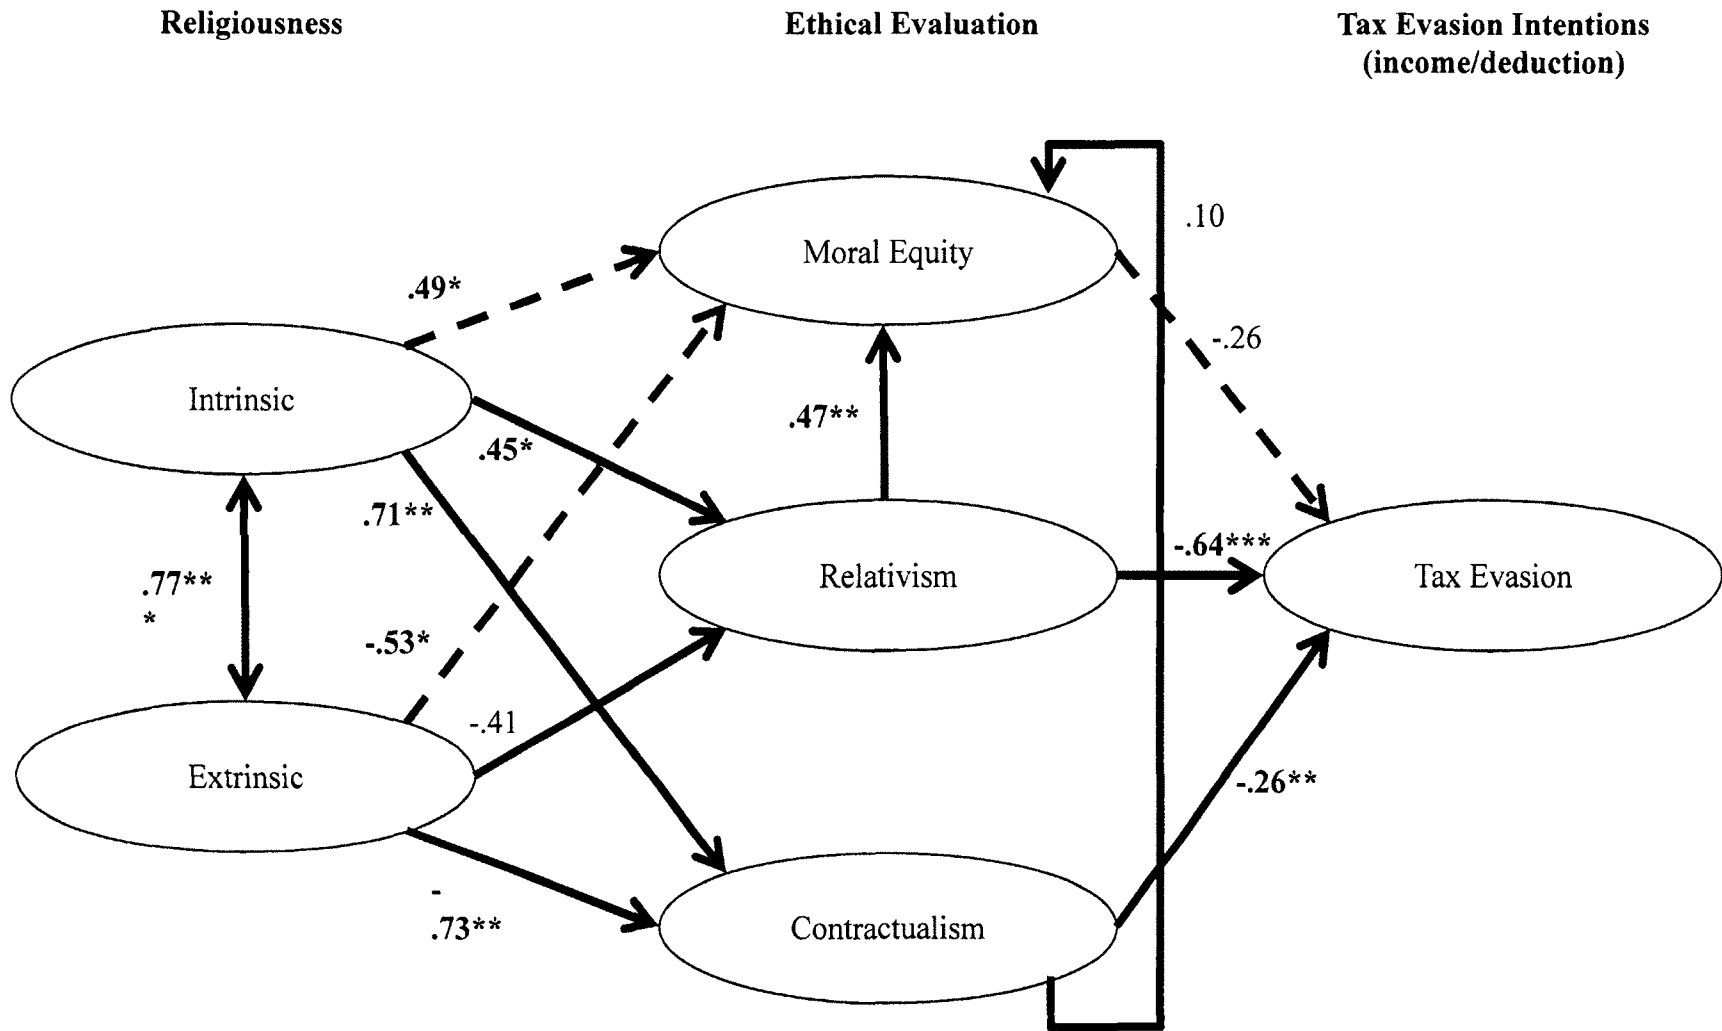 Religiousness
Ethical Evaluation
Tax Evasion Intentions
(income/deduction)
.10
Moral Equity
.49*
-.26
Intrinsic
.47**
.45*
.71**
-.64***
Relativism
Tax Evasion
.77**
*
-.53*
-.41
Extrinsic
-.26**
-
.73**
Contractualism